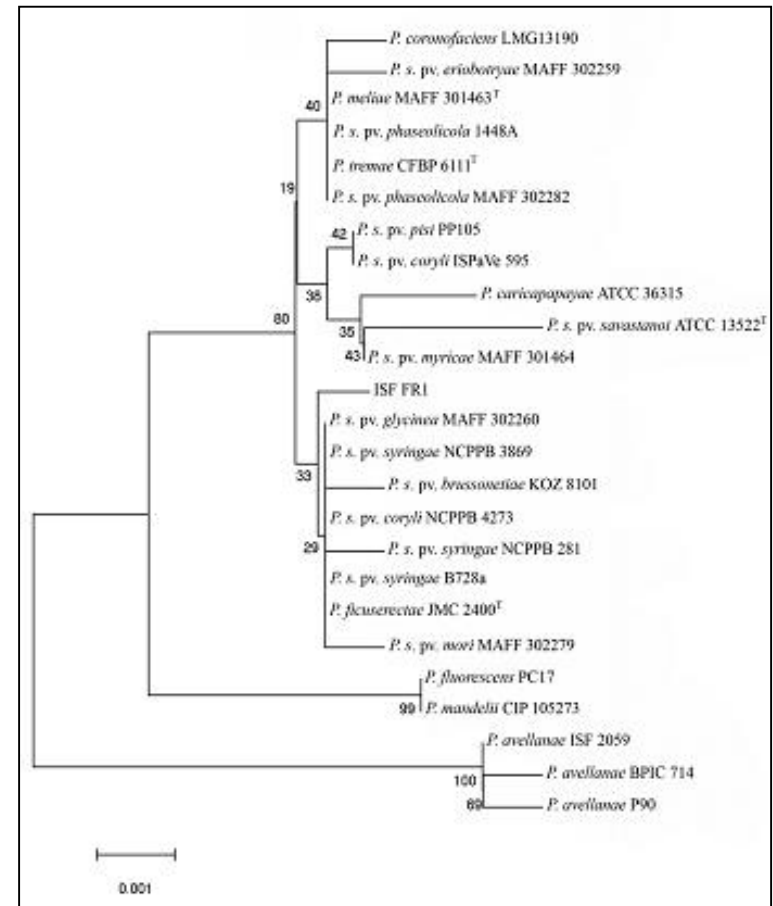 P. coronofaciens LMG13190
P. s. pv. eriobotryae MAFF 302259
P. meliae MAFF 301463T
40
P. s. pv. phaseolicola 1448A
P. tremae CFBP 6111T
19
P. s. pv. phaseolicola MAFF 302282
42
P. s. pv. pisi PP105
P. s. pv. coryli ISPaVe 595
38
P. caricapapayae ATCC 36315
80
35
P. s. pv. savastanoi ATCC 13522T
43
P. s. pv. myricae MAFF 301464
ISF FR1
P. s. pv. glycinea MAFF 302260
P. s. pv. syringae NCPPB 3869
33
P. s. pv. brussonetiae KOZ 8101
P. s. pv. coryli NCPPB 4273
29
P. s. pv. syringae NCPPB 281
P. s. pv. syringae B728a
P. ficuserectae JMC 2400T
P. s. pv. mori MAFF 302279
P. fluorescens PC17
99
P. mandelii CIP 105273
P. avellanae ISF 2059
100
P. avellanae BPIC 714
69
P. avellanae P90
0.001